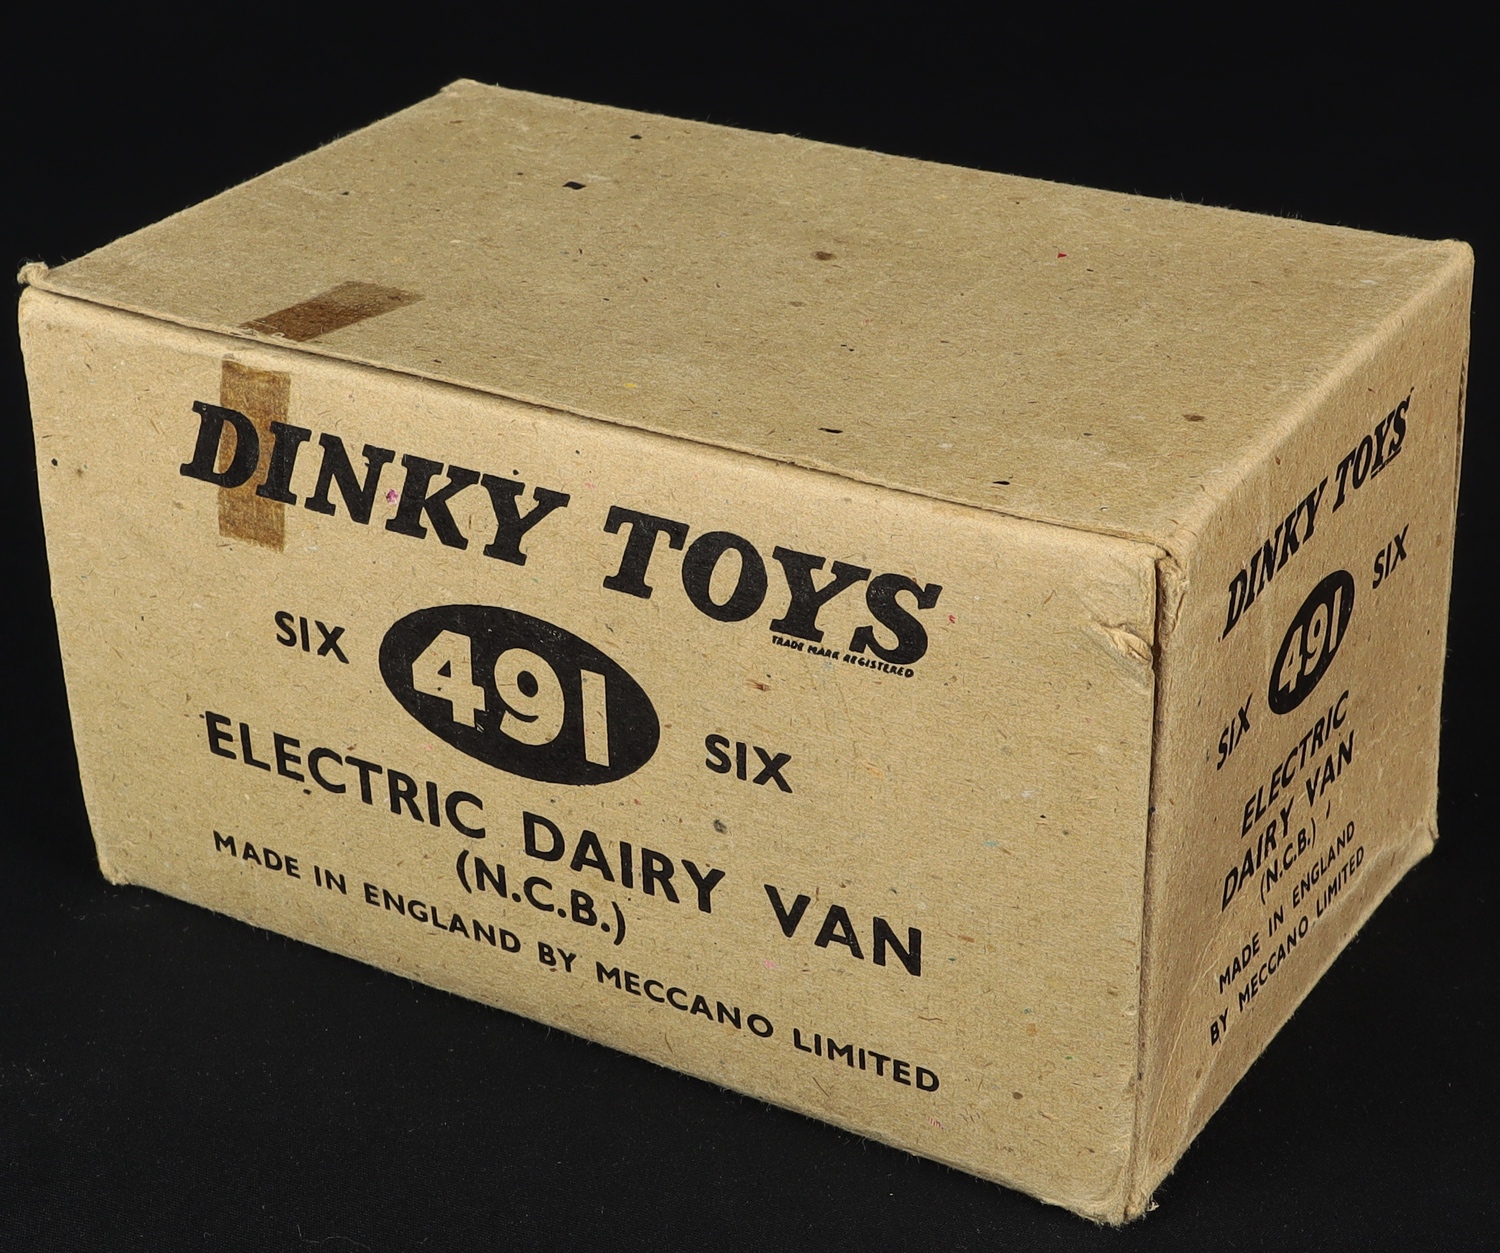 DINKY TOYS
TRADE MARK REGISTERED
SIX 491 SIX
ELECTRIC DAIRY VAN
(N.C.B.)
MADE IN ENGLAND BY MECCANO LIMITED
DINKY TOYS
SIX 491 SIX
ELECTRIC
DAIRY VAN
(N.C.B.)
MADE IN ENGLAND
BY MECCANO LIMITED